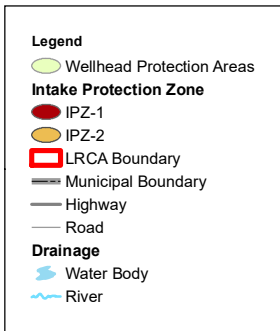 Legend
Wellhead Protection Areas
Intake Protection Zone
IPZ-1
IPZ-2
LRCA Boundary
Municipal Boundary
Highway
Road
Drainage
Water Body
River